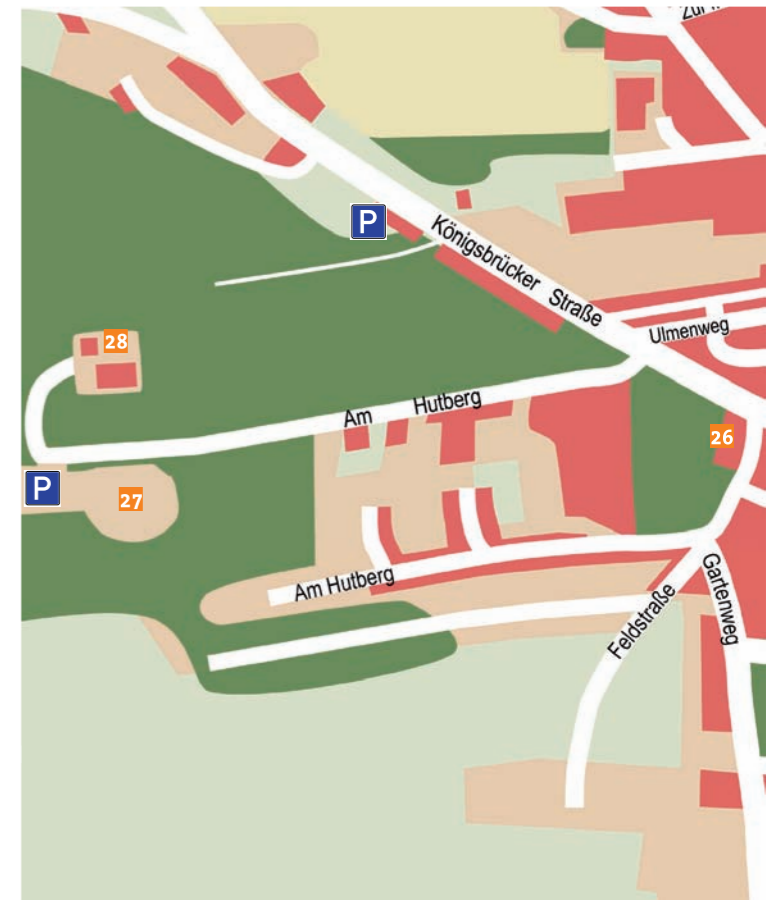 P
Königsbrücker Straße
Ulmenweg
28
Am Hutberg
26
P
27
Am Hutberg
Feldstraße
Gartenweg